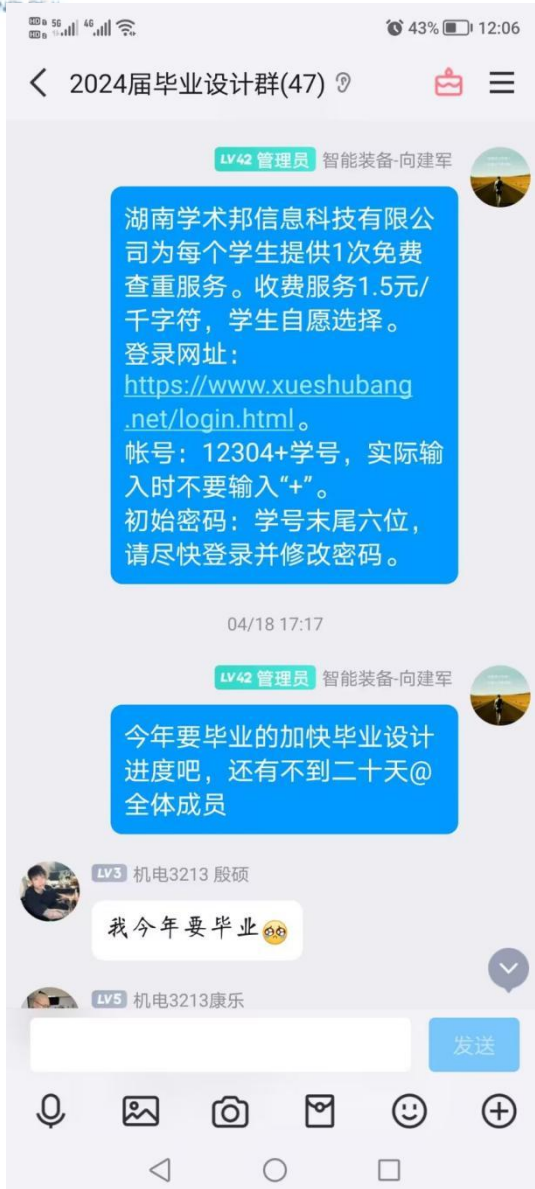 43% 12:06
2024届毕业设计群(47)
LV42 管理员 智能装备-向建军
湖南学术邦信息科技有限公
司为每个学生提供1次免费
查重服务。收费服务1.5元/
千字符，学生自愿选择。
登录网址：
https://www.xueshubang
.net/login.html。
帐号：12304+学号，实际输
入时不要输入“+”。
初始密码：学号末尾六位，
请尽快登录并修改密码。
04/18 17:17
LV42 管理员 智能装备-向建军
今年要毕业的加快毕业设计
进度吧，还有不到二十天@
全体成员
LV3 机电3213 殷硕
我今年要毕业
LV5 机电3213康乐
发送